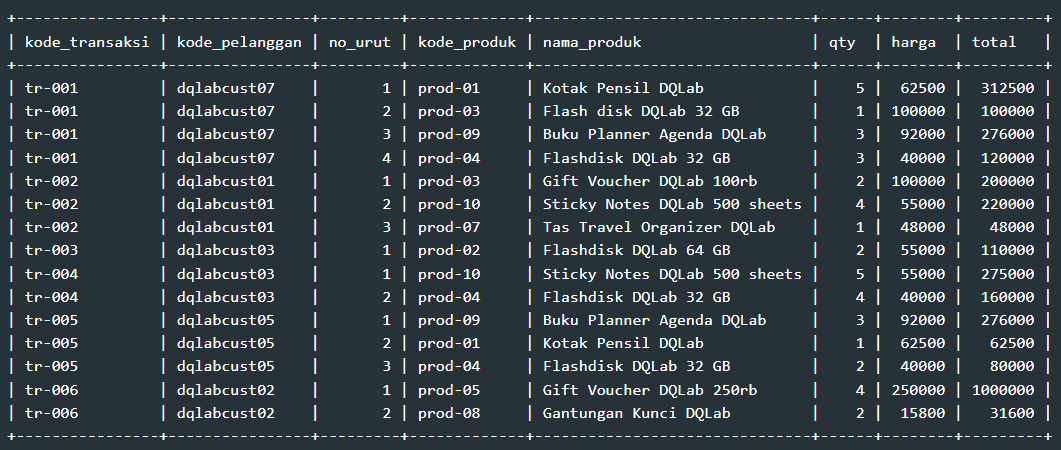 +----------------+----------------+---------+-------------+------------------------------+------+--------+---------+
| kode_transaksi | kode_pelanggan | no_urut | kode_produk | nama_produk                  | qty  | harga  | total   |
+----------------+----------------+---------+-------------+------------------------------+------+--------+---------+
| tr-001         | dqlabcust07    |       1 | prod-01     | Kotak Pensil DQLab           |    5 |  62500 |  312500 |
| tr-001         | dqlabcust07    |       2 | prod-03     | Flash disk DQLab 32 GB       |    1 | 100000 |  100000 |
| tr-001         | dqlabcust07    |       3 | prod-09     | Buku Planner Agenda DQLab    |    3 |  92000 |  276000 |
| tr-001         | dqlabcust07    |       4 | prod-04     | Flashdisk DQLab 32 GB        |    3 |  40000 |  120000 |
| tr-002         | dqlabcust01    |       1 | prod-03     | Gift Voucher DQLab 100rb     |    2 | 100000 |  200000 |
| tr-002         | dqlabcust01    |       2 | prod-10     | Sticky Notes DQLab 500 sheets |    4 |  55000 |  220000 |
| tr-002         | dqlabcust01    |       3 | prod-07     | Tas Travel Organizer DQLab   |    1 |  48000 |   48000 |
| tr-003         | dqlabcust03    |       1 | prod-02     | Flashdisk DQLab 64 GB        |    2 |  55000 |  110000 |
| tr-004         | dqlabcust03    |       1 | prod-10     | Sticky Notes DQLab 500 sheets |    5 |  55000 |  275000 |
| tr-004         | dqlabcust03    |       2 | prod-04     | Flashdisk DQLab 32 GB        |    4 |  40000 |  160000 |
| tr-005         | dqlabcust05    |       1 | prod-09     | Buku Planner Agenda DQLab    |    3 |  92000 |  276000 |
| tr-005         | dqlabcust05    |       2 | prod-01     | Kotak Pensil DQLab           |    1 |  62500 |   62500 |
| tr-005         | dqlabcust05    |       3 | prod-04     | Flashdisk DQLab 32 GB        |    2 |  40000 |   80000 |
| tr-006         | dqlabcust02    |       1 | prod-05     | Gift Voucher DQLab 250rb     |    4 | 250000 | 1000000 |
| tr-006         | dqlabcust02    |       2 | prod-08     | Gantungan Kunci DQLab        |    2 |  15800 |   31600 |
+----------------+----------------+---------+-------------+------------------------------+------+--------+---------+